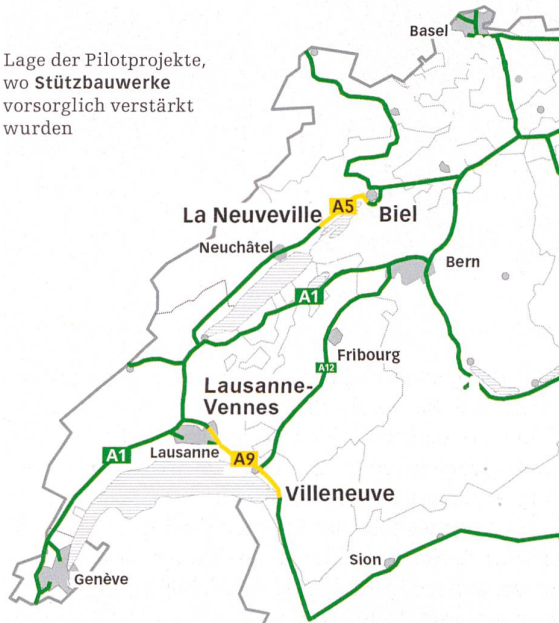 Lage der Pilotprojekte,
wo Stützbauwerke
vorsorglich verstärkt
wurden
Basel
La Neuveville
A5
Biel
Neuchâtel
Bern
A1
Fribourg
A12
Lausanne-
Vennes
A1
Lausanne
A9
Villeneuve
Sion
Genève